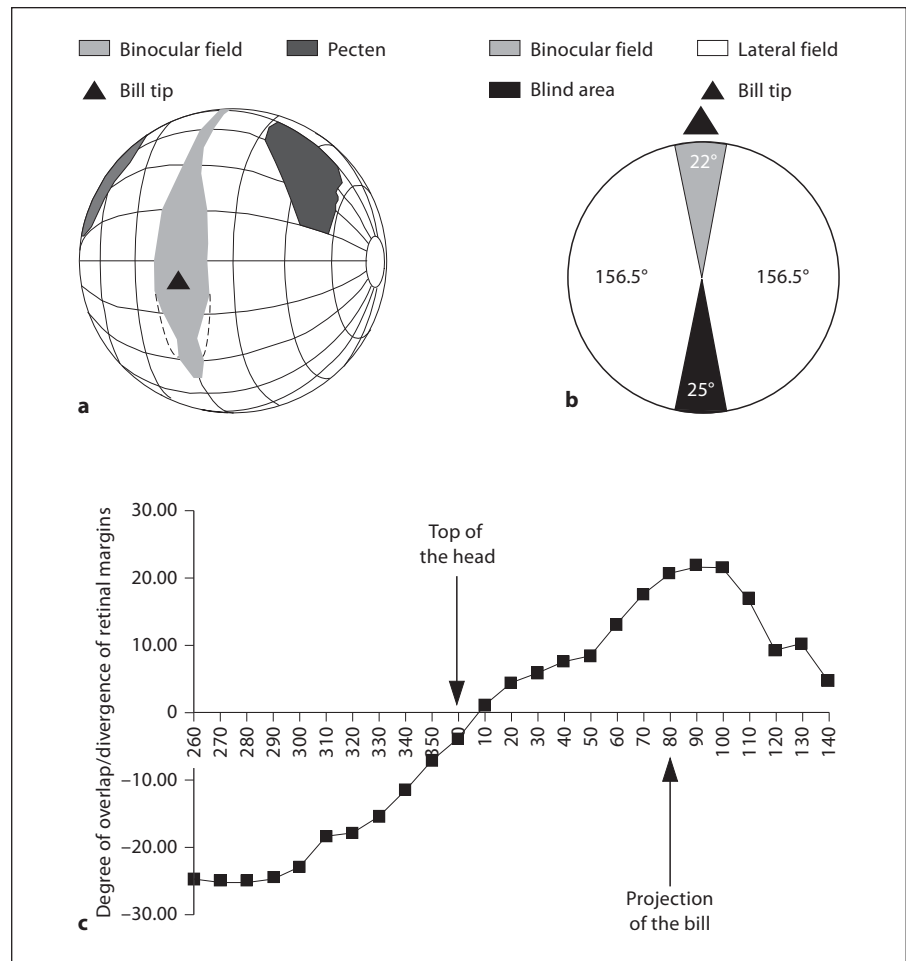 Binocular field
Pecten
Bill tip
a
Binocular field
Lateral field
Blind area
Bill tip
22°
156.5°
156.5°
25°
b
Degree of overlap/divergence of retinal margins
30.00
20.00
10.00
0
–10.00
–20.00
–30.00
Top of
the head
260 270 280 290 300 310 320 330 340 350 0 10 20 30 40 50 60 70 80 90 100 110 120 130 140
Projection
of the bill
c